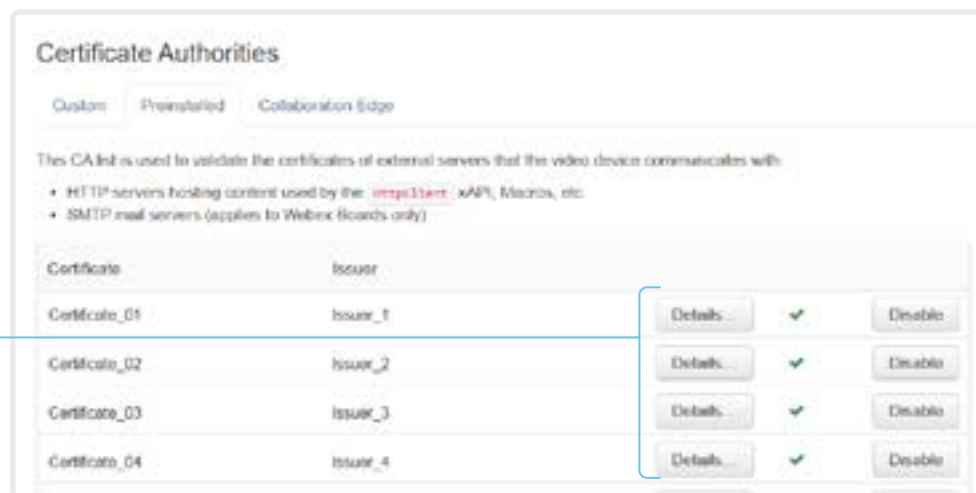 Certificate Authorities
Custom Preinstalled Collaboration Edge
This CA list is used to validate the certificates of external servers that the video device communicates with
• HTTP servers hosting content used by the HttpClient xAPI, Macros, etc.
• SMTP mail servers (applies to Webex Boards only)
Certificate Issuer
Certificate_01 Issuer_1 Details... ✔ Disable
Certificate_02 Issuer_2 Details... ✔ Disable
Certificate_03 Issuer_3 Details... ✔ Disable
Certificate_04 Issuer_4 Details... ✔ Disable